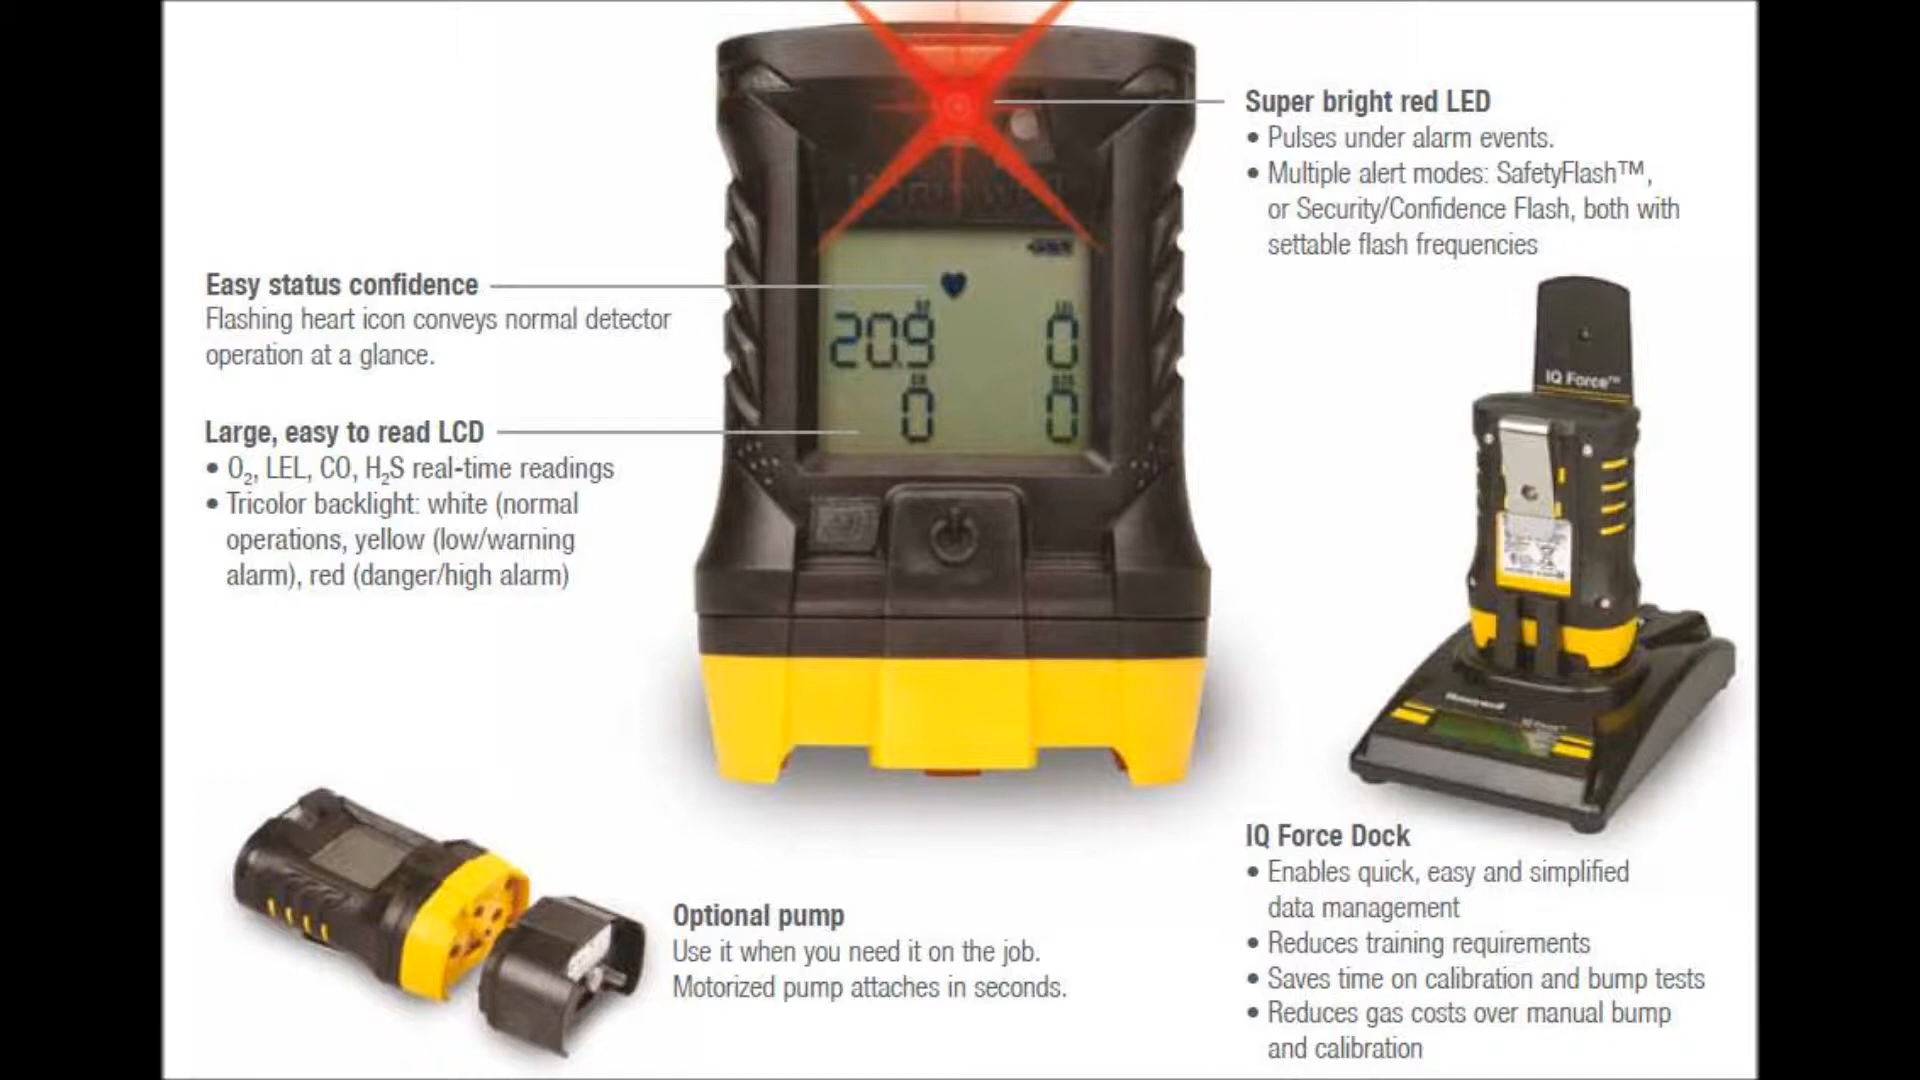 Super bright red LED
• Pulses under alarm events.
• Multiple alert modes: SafetyFlash™,
or Security/Confidence Flash, both with
settable flash frequencies
Easy status confidence
Flashing heart icon conveys normal detector
operation at a glance.
Large, easy to read LCD
• O₂, LEL, CO, H₂S real-time readings
• Tricolor backlight: white (normal
operations, yellow (low/warning
alarm), red (danger/high alarm)
20.9 0
0 0
IQ Force™
Honeywell
Optional pump
Use it when you need it on the job.
Motorized pump attaches in seconds.
IQ Force Dock
• Enables quick, easy and simplified
data management
• Reduces training requirements
• Saves time on calibration and bump tests
• Reduces gas costs over manual bump
and calibration